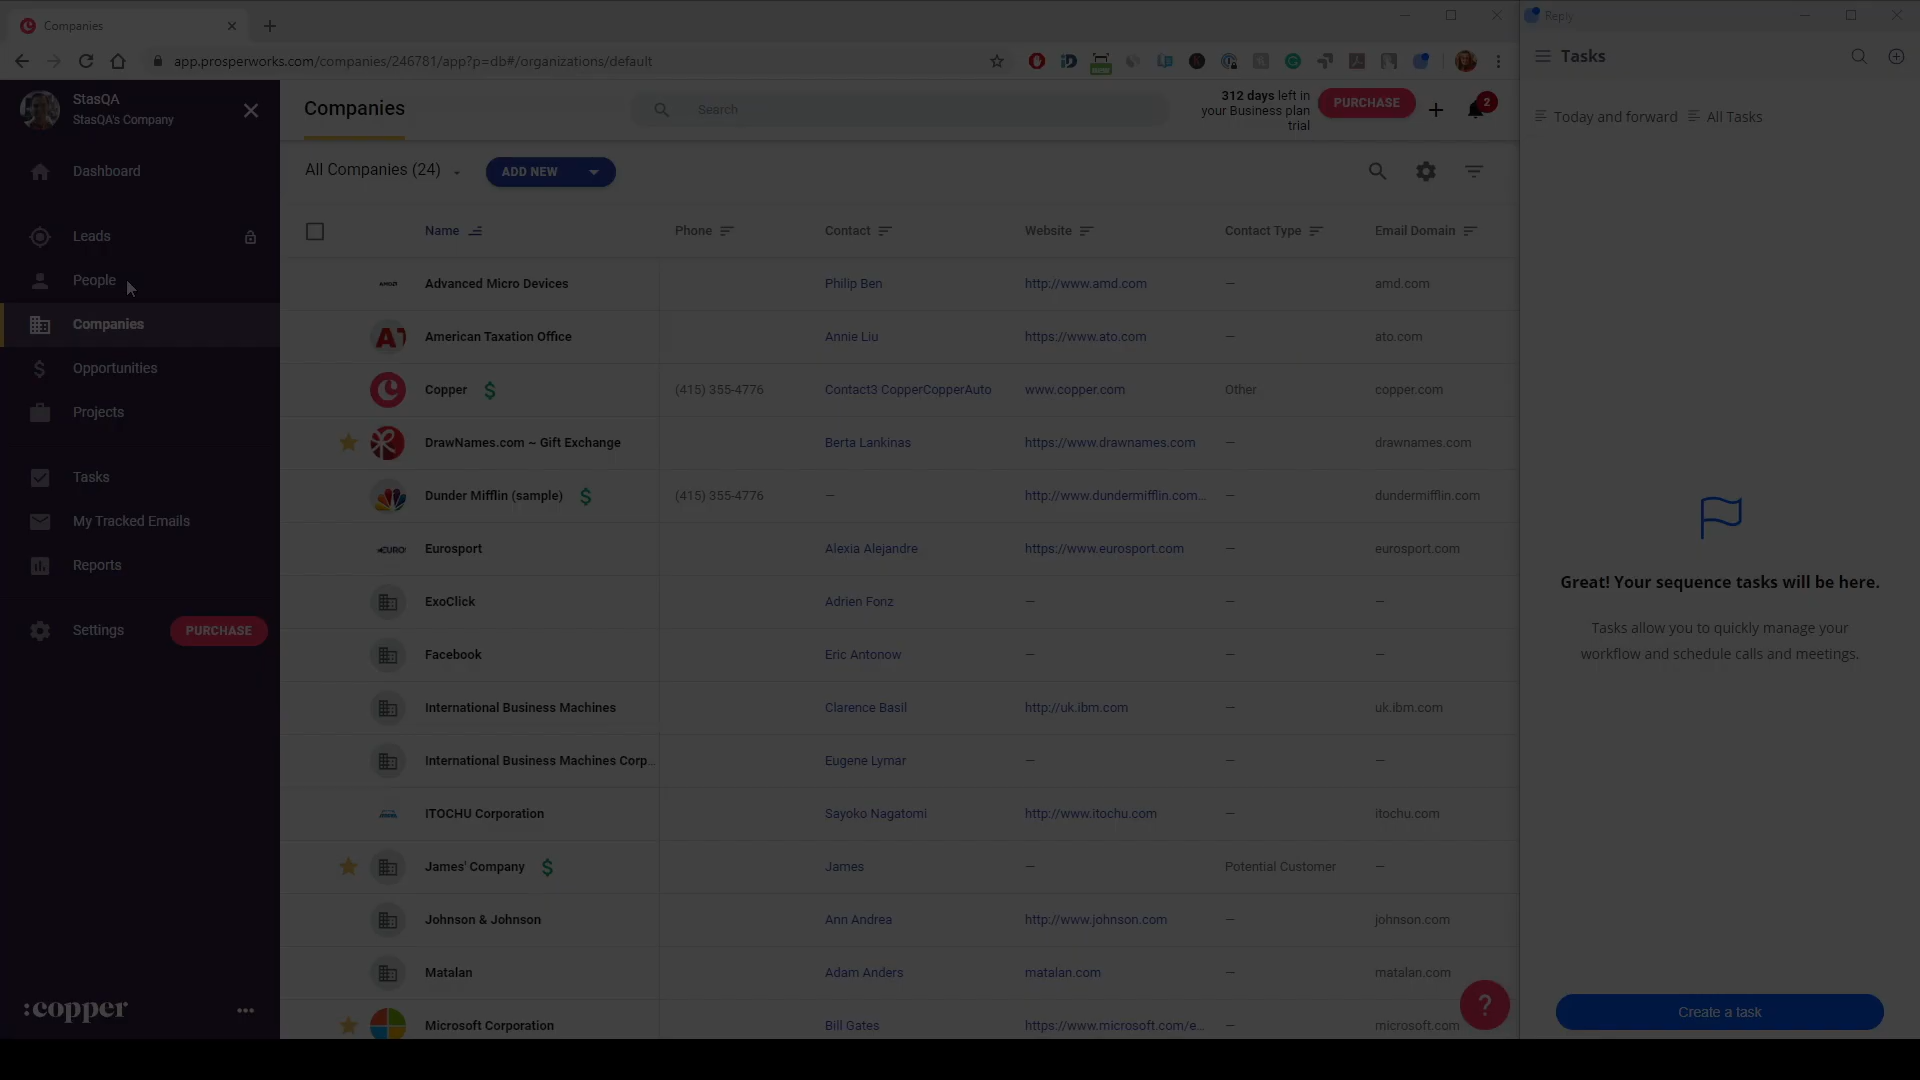 Companies
app.prosperworks.com/companies/246781/app?p=db#/organizations/default
StasQA
StasQA's Company
Dashboard
Leads
People
Companies
Opportunities
Projects
Tasks
My Tracked Emails
Reports
Settings
PURCHASE
:copper
Companies
Search
312 days left in
your Business plan
trial
PURCHASE
2
All Companies (24)
ADD NEW
Name Phone Contact Website Contact Type Email Domain
Advanced Micro Devices Philip Ben http://www.amd.com — amd.com
American Taxation Office Annie Liu https://www.ato.com — ato.com
Copper $ (415) 355-4776 Contact3 CopperCopperAuto www.copper.com Other copper.com
DrawNames.com ~ Gift Exchange Berta Lankinas https://www.drawnames.com — drawnames.com
Dunder Mifflin (sample) $ (415) 355-4776 — http://www.dundermifflin.com... — dundermifflin.com
Eurosport Alexia Alejandre https://www.eurosport.com — eurosport.com
ExoClick Adrien Fonz — — —
Facebook Eric Antonow — — —
International Business Machines Clarence Basil http://uk.ibm.com — uk.ibm.com
International Business Machines Corp... Eugene Lymar — — —
ITOCHU Corporation Sayoko Nagatomi http://www.itochu.com — itochu.com
James' Company $ James — Potential Customer —
Johnson & Johnson Ann Andrea http://www.johnson.com — johnson.com
Matalan Adam Anders matalan.com — matalan.com
Microsoft Corporation Bill Gates https://www.microsoft.com/e... — microsoft.com
?
Reply
Tasks
Today and forward All Tasks
Great! Your sequence tasks will be here.
Tasks allow you to quickly manage your
workflow and schedule calls and meetings.
Create a task